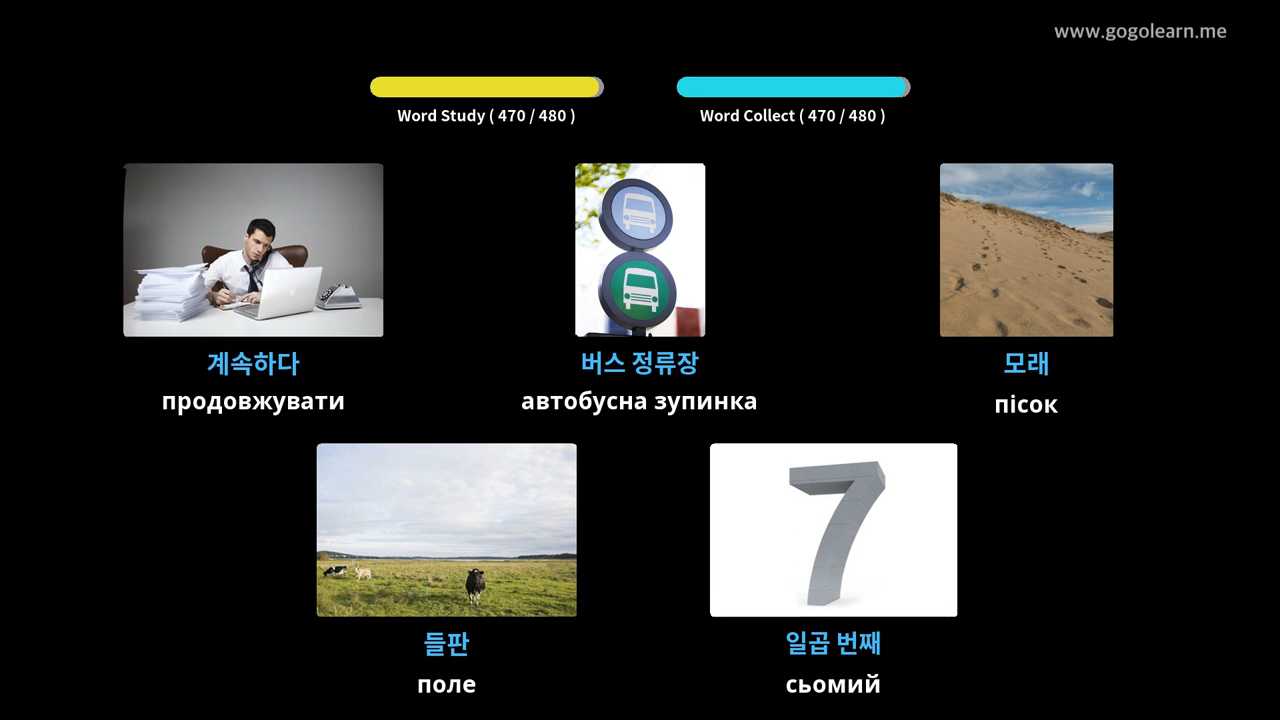 www.gogolearn.me
Word Study ( 470 / 480 )
Word Collect ( 470 / 480 )
계속하다
продовжувати
버스 정류장
автобусна зупинка
모래
пісок
들판
поле
일곱 번째
сьомий